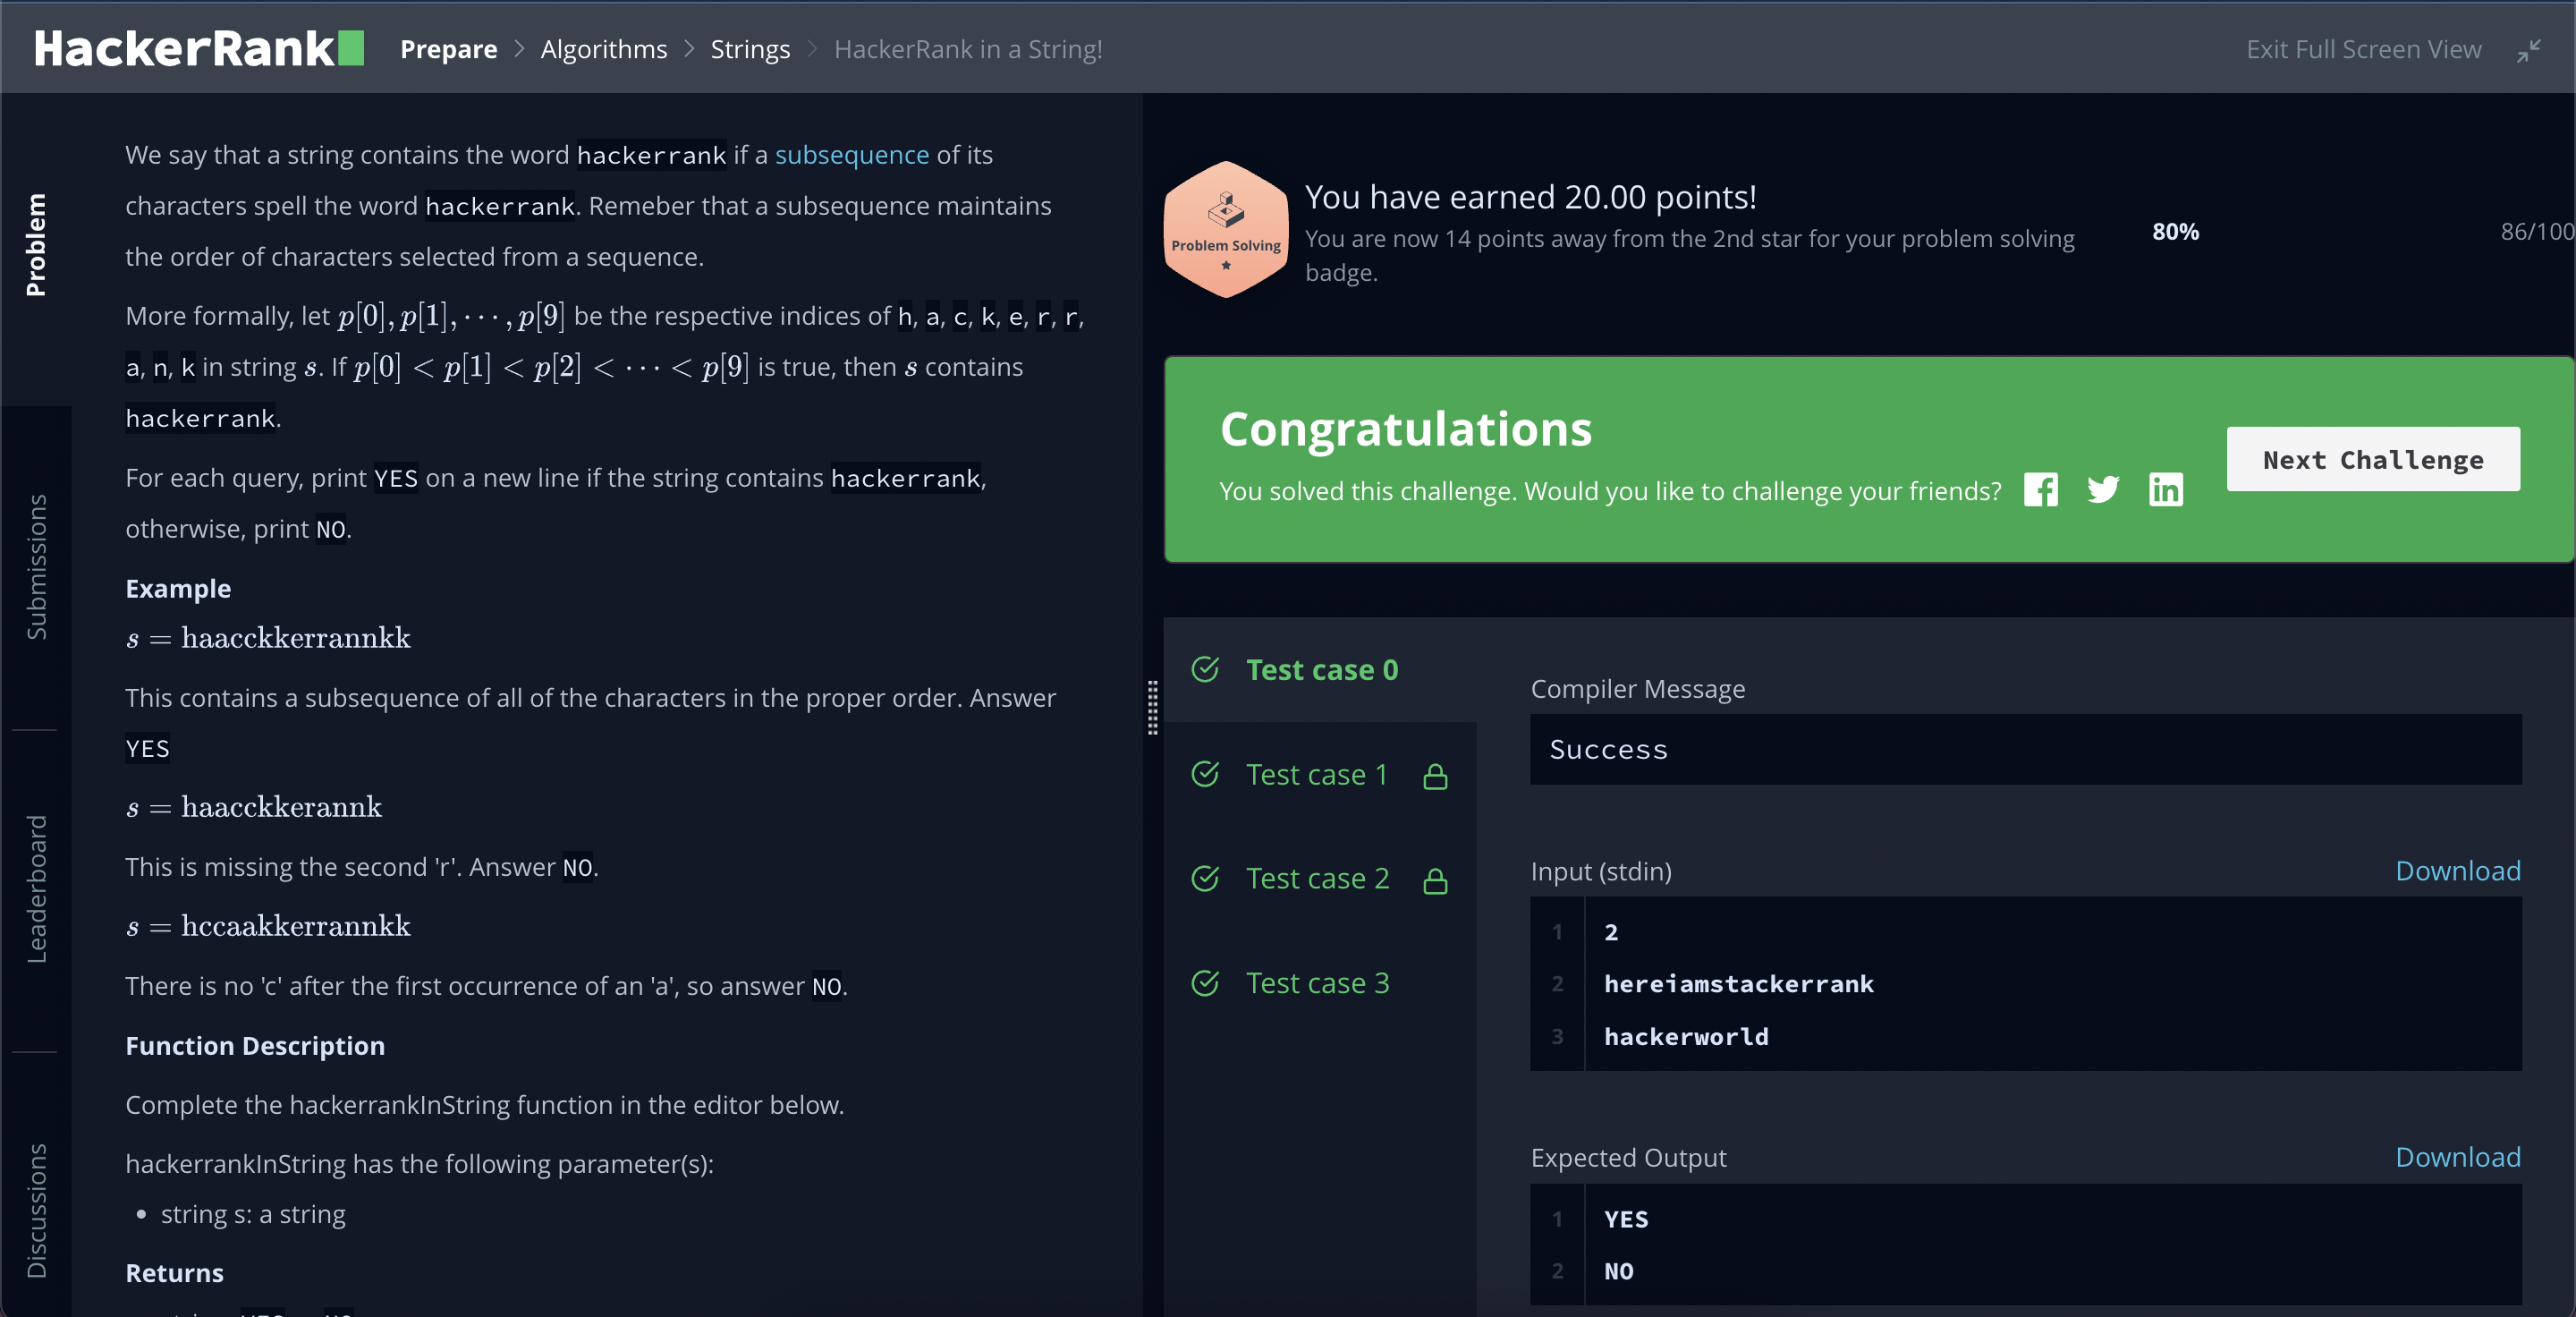 HackerRank
Prepare > Algorithms > Strings > HackerRank in a String!
Exit Full Screen View
Problem
Submissions
Leaderboard
Discussions
We say that a string contains the word hackerrank if a subsequence of its
characters spell the word hackerrank. Remeber that a subsequence maintains
the order of characters selected from a sequence.
More formally, let p[0], p[1], ⋯, p[9] be the respective indices of h, a, c, k, e, r, r,
a, n, k in string s. If p[0] < p[1] < p[2] < ⋯ < p[9] is true, then s contains
hackerrank.
For each query, print YES on a new line if the string contains hackerrank,
otherwise, print NO.
Example
s = haacckkerrannkk
This contains a subsequence of all of the characters in the proper order. Answer
YES
s = haacckkerannk
This is missing the second 'r'. Answer NO.
s = hccaakkerrannkk
There is no 'c' after the first occurrence of an 'a', so answer NO.
Function Description
Complete the hackerrankInString function in the editor below.
hackerrankInString has the following parameter(s):
• string s: a string
Returns
Problem Solving
You have earned 20.00 points!
You are now 14 points away from the 2nd star for your problem solving
badge.
80%
86/100
Congratulations
You solved this challenge. Would you like to challenge your friends?
Next Challenge
Test case 0
Test case 1
Test case 2
Test case 3
Compiler Message
Success
Input (stdin)
Download
1 2
2 hereiamstackerrank
3 hackerworld
Expected Output
Download
1 YES
2 NO